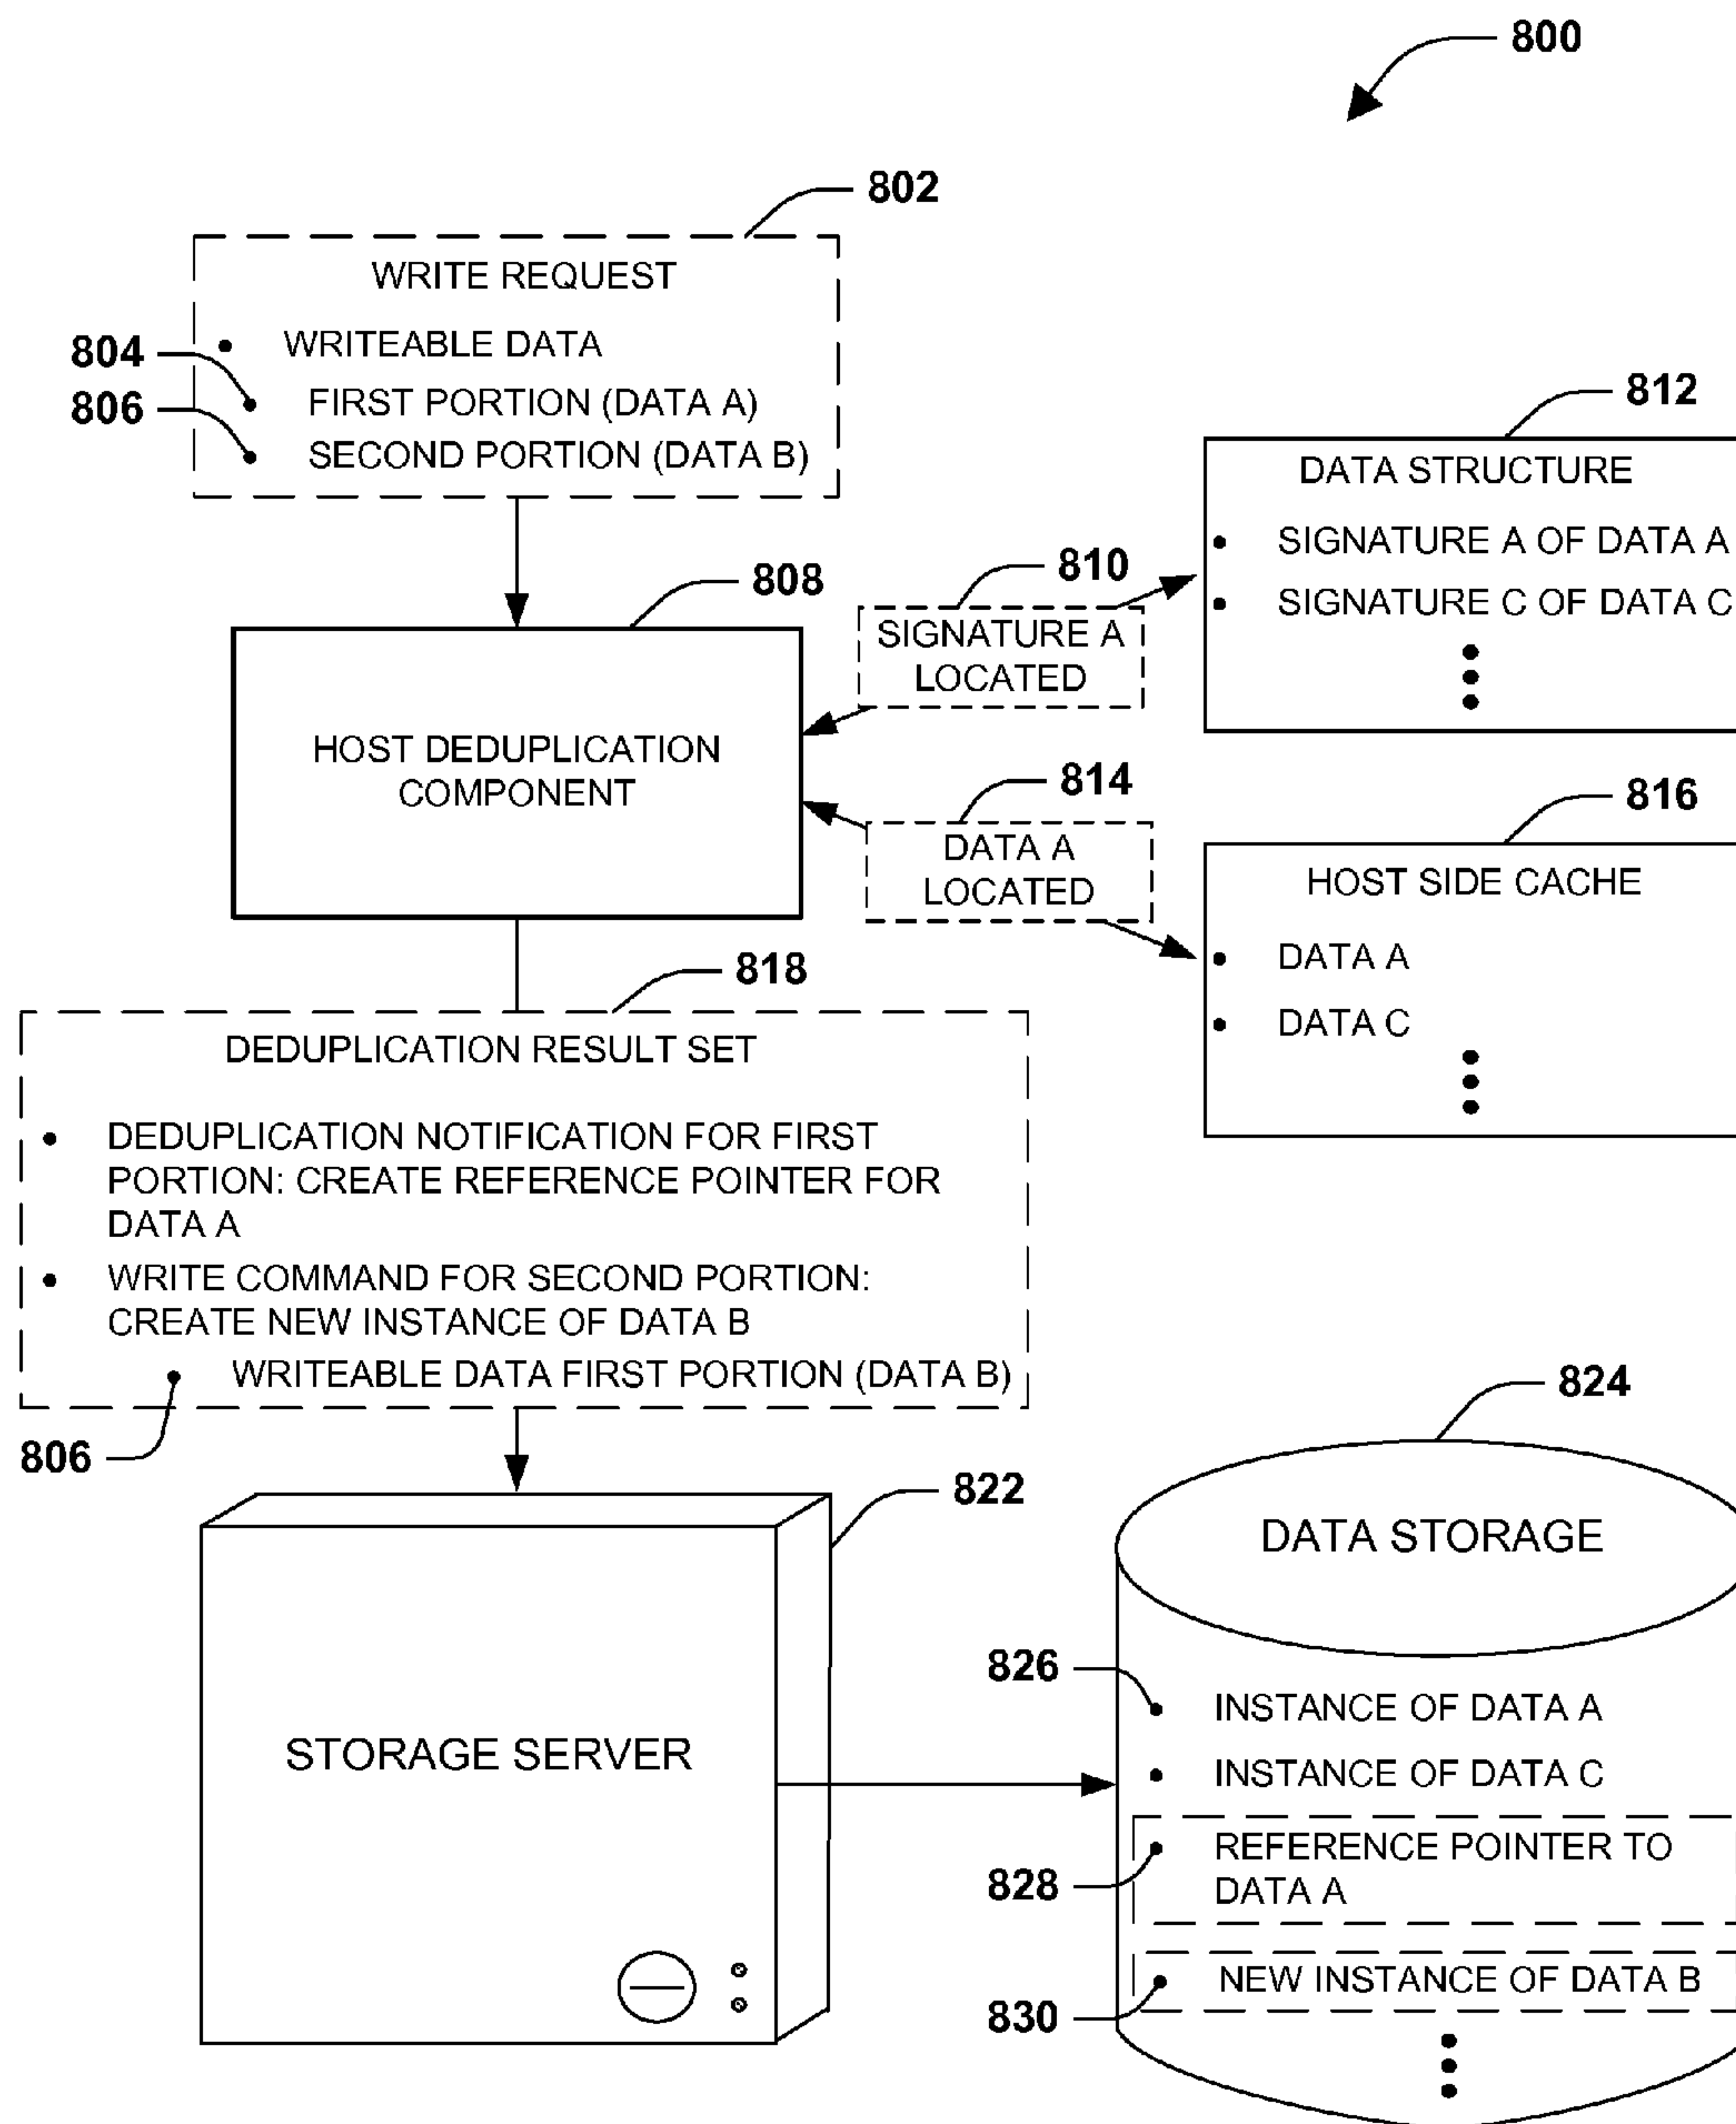 800
802
WRITE REQUEST
• WRITEABLE DATA
804
• FIRST PORTION (DATA A)
806
• SECOND PORTION (DATA B)
812
DATA STRUCTURE
• SIGNATURE A OF DATA A
• SIGNATURE C OF DATA C
810
SIGNATURE A
LOCATED
808
HOST DEDUPLICATION
COMPONENT
814
DATA A
LOCATED
816
HOST SIDE CACHE
• DATA A
• DATA C
818
DEDUPLICATION RESULT SET
• DEDUPLICATION NOTIFICATION FOR FIRST
PORTION: CREATE REFERENCE POINTER FOR
DATA A
• WRITE COMMAND FOR SECOND PORTION:
CREATE NEW INSTANCE OF DATA B
• WRITEABLE DATA FIRST PORTION (DATA B)
806
822
STORAGE SERVER
824
DATA STORAGE
826
• INSTANCE OF DATA A
• INSTANCE OF DATA C
828
• REFERENCE POINTER TO
DATA A
830
• NEW INSTANCE OF DATA B